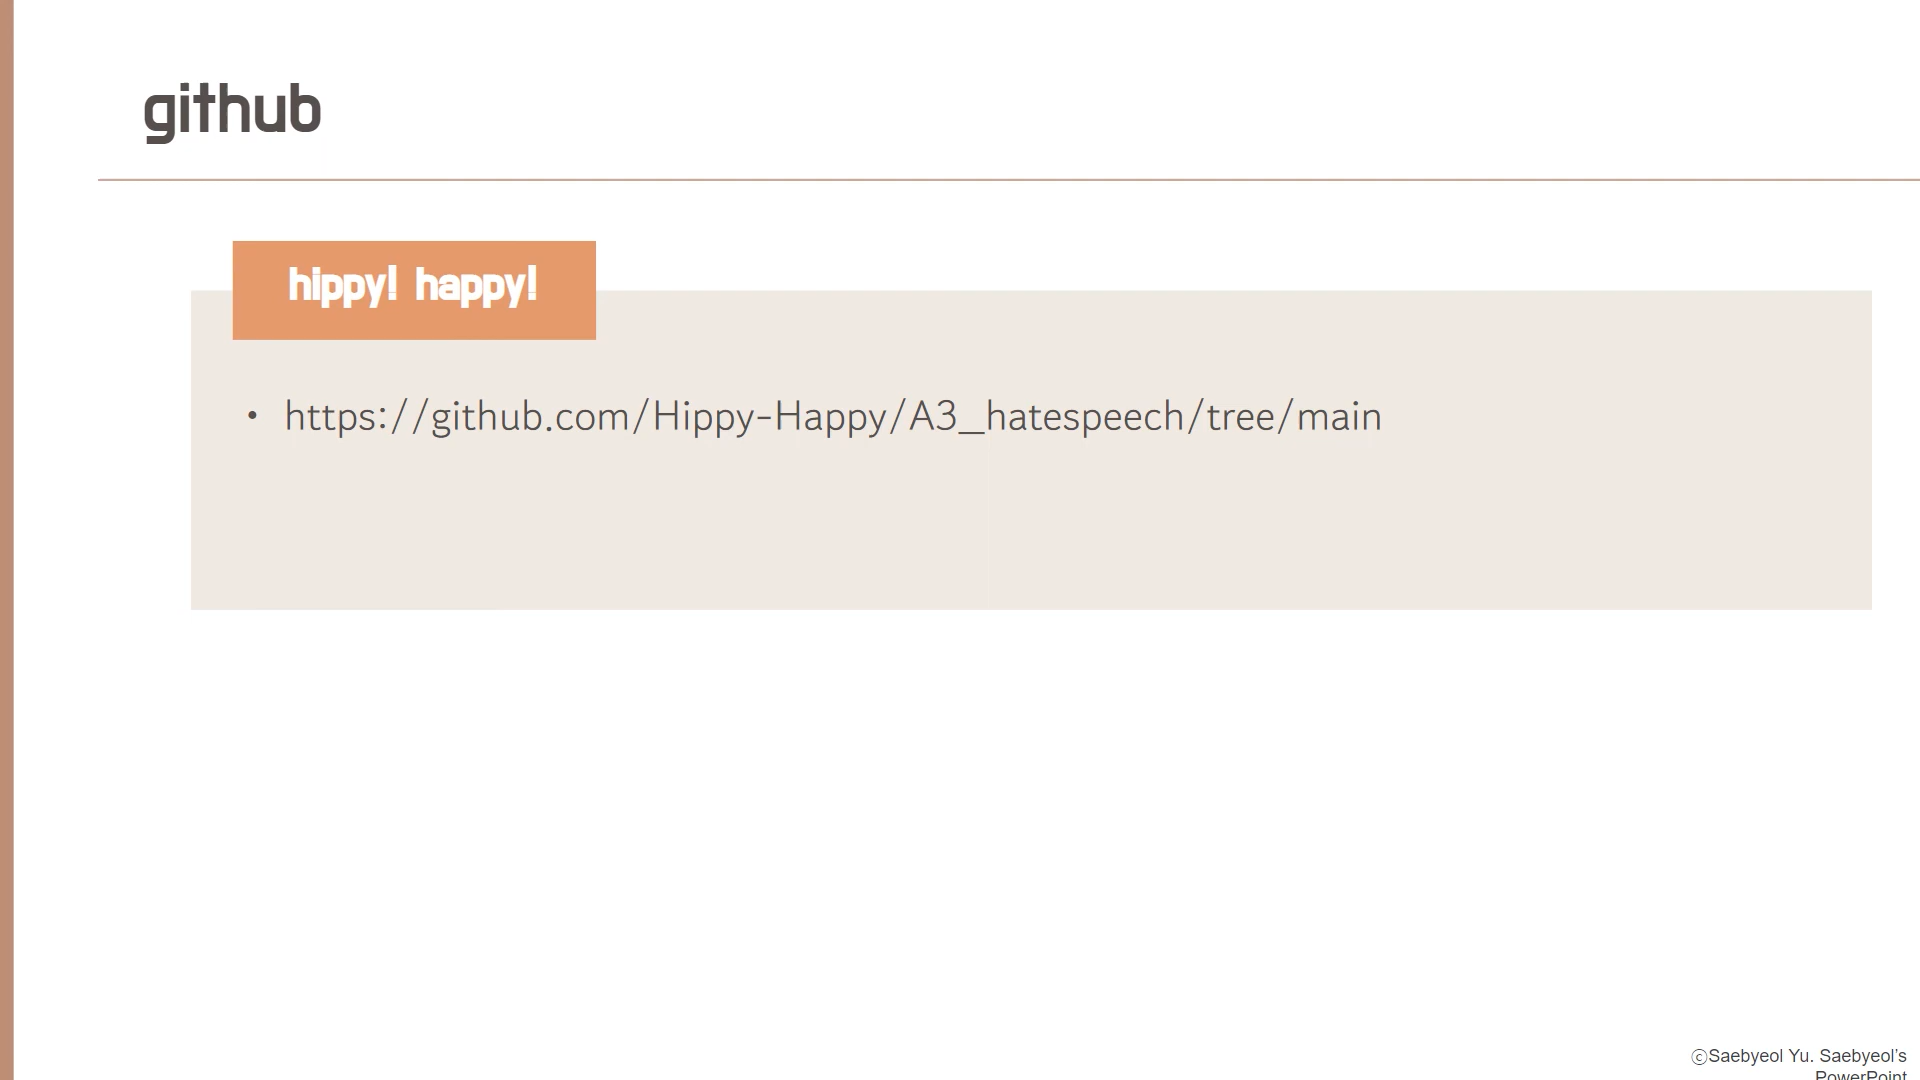 github
hippy! happy!
• https://github.com/Hippy-Happy/A3_hatespeech/tree/main
ⓒSaebyeol Yu. Saebyeol’s
PowerPoint